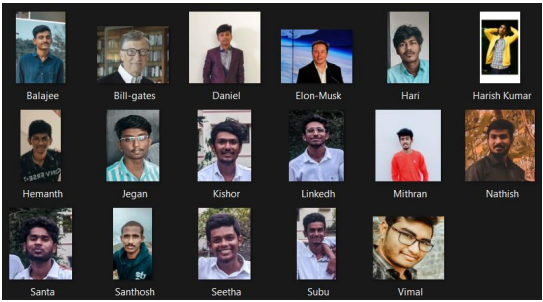 Balajee
Bill-gates
Daniel
Elon-Musk
Hari
Harish Kumar
Hemanth
Jegan
Kishor
Linkedh
Mithran
Nathish
Santa
Santhosh
Seetha
Subu
Vimal